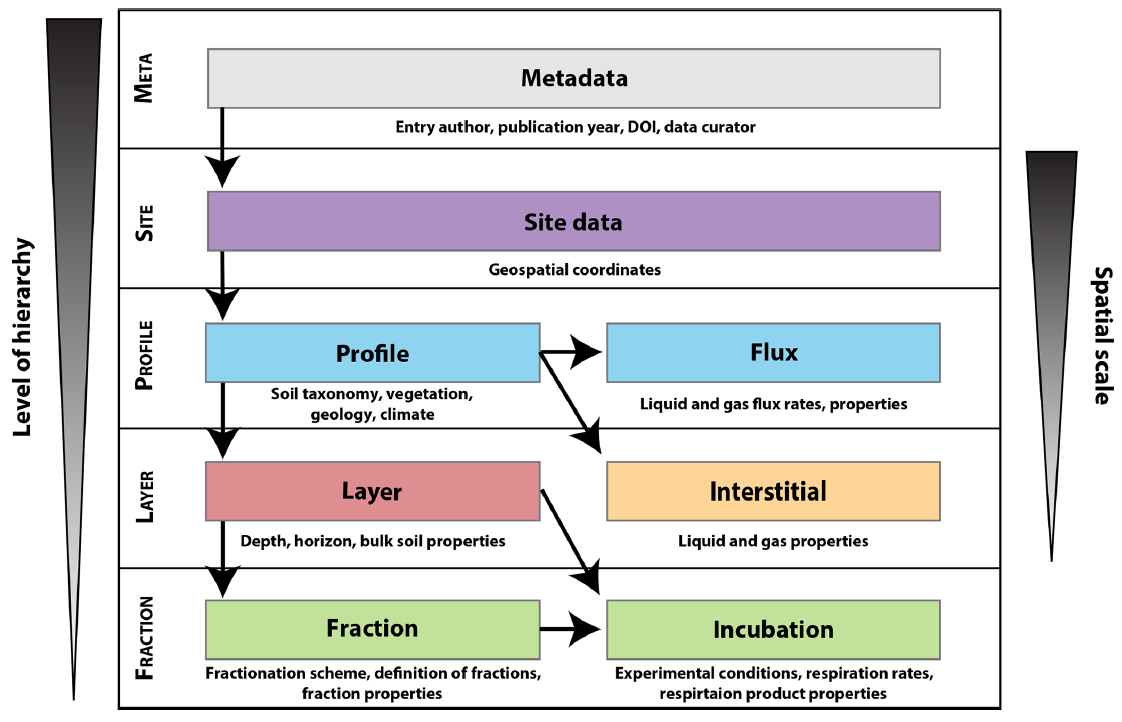 Level of hierarchy
META
Metadata
Entry author, publication year, DOI, data curator
SITE
Site data
Geospatial coordinates
PROFILE
Profile
Soil taxonomy, vegetation,
geology, climate
Flux
Liquid and gas flux rates, properties
LAYER
Layer
Depth, horizon, bulk soil properties
Interstitial
Liquid and gas properties
FRACTION
Fraction
Fractionation scheme, definition of fractions,
fraction properties
Incubation
Experimental conditions, respiration rates,
respirtaion product properties
Spatial scale